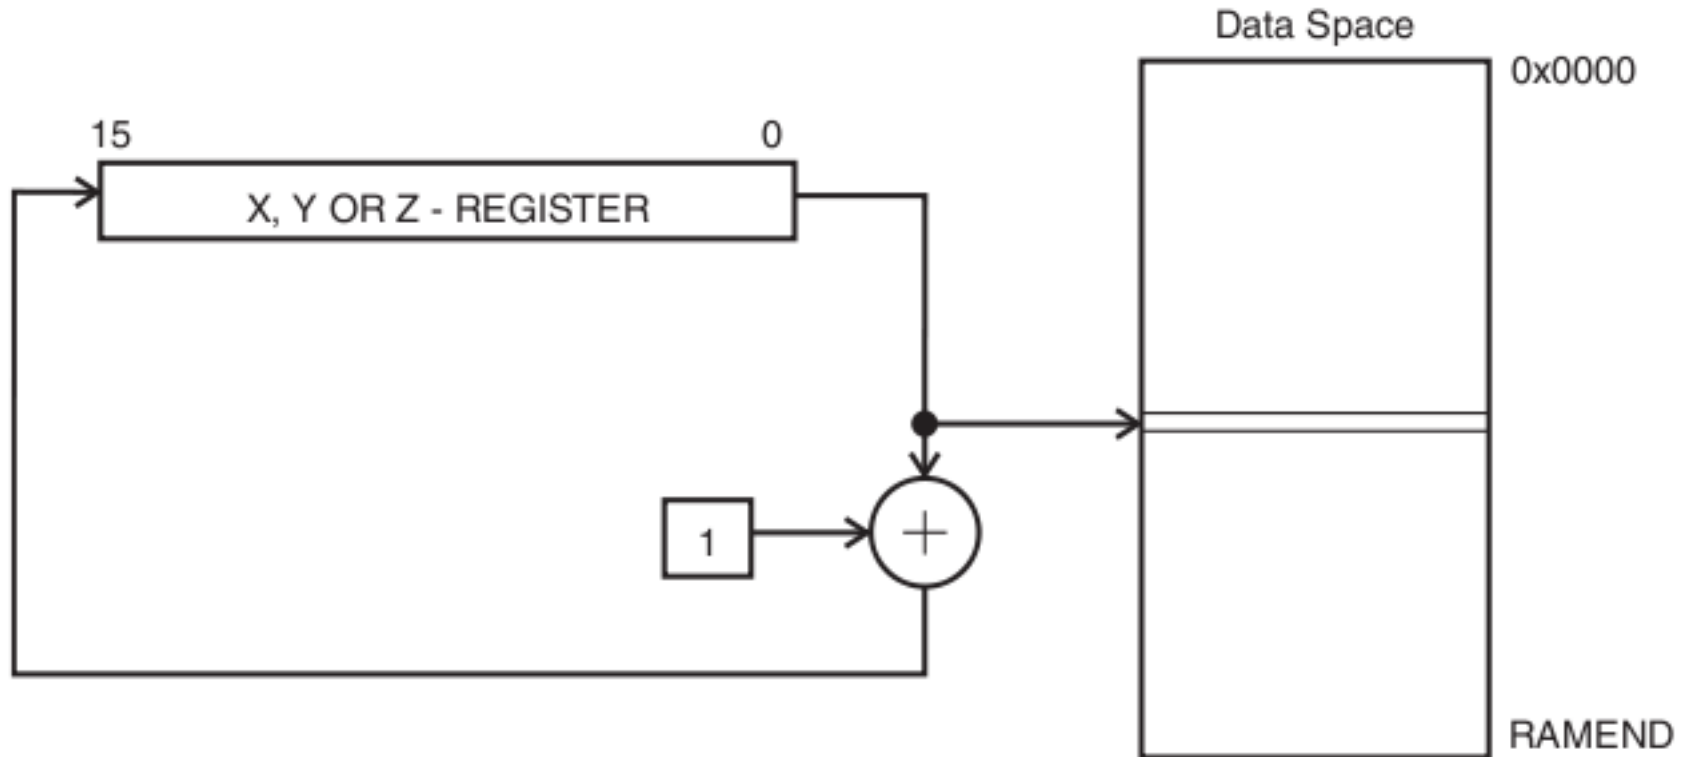 Data Space
0x0000
15
0
X, Y OR Z - REGISTER
1
+
RAMEND